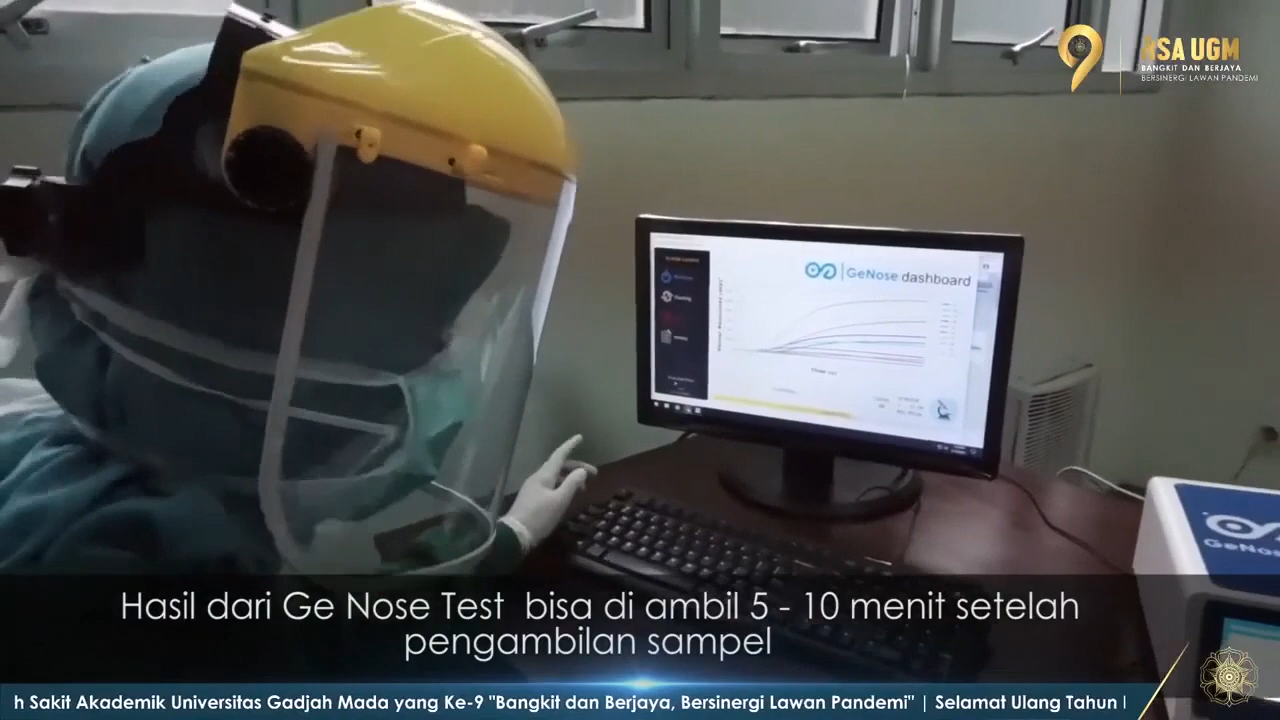 RSA UGM
BANGKIT DAN BERJAYA
BERSINERGI LAWAN PANDEMI
GeNose dashboard
GeNose
Hasil dari Ge Nose Test bisa di ambil 5 - 10 menit setelah
pengambilan sampel
h Sakit Akademik Universitas Gadjah Mada yang Ke-9 "Bangkit dan Berjaya, Bersinergi Lawan Pandemi" | Selamat Ulang Tahun